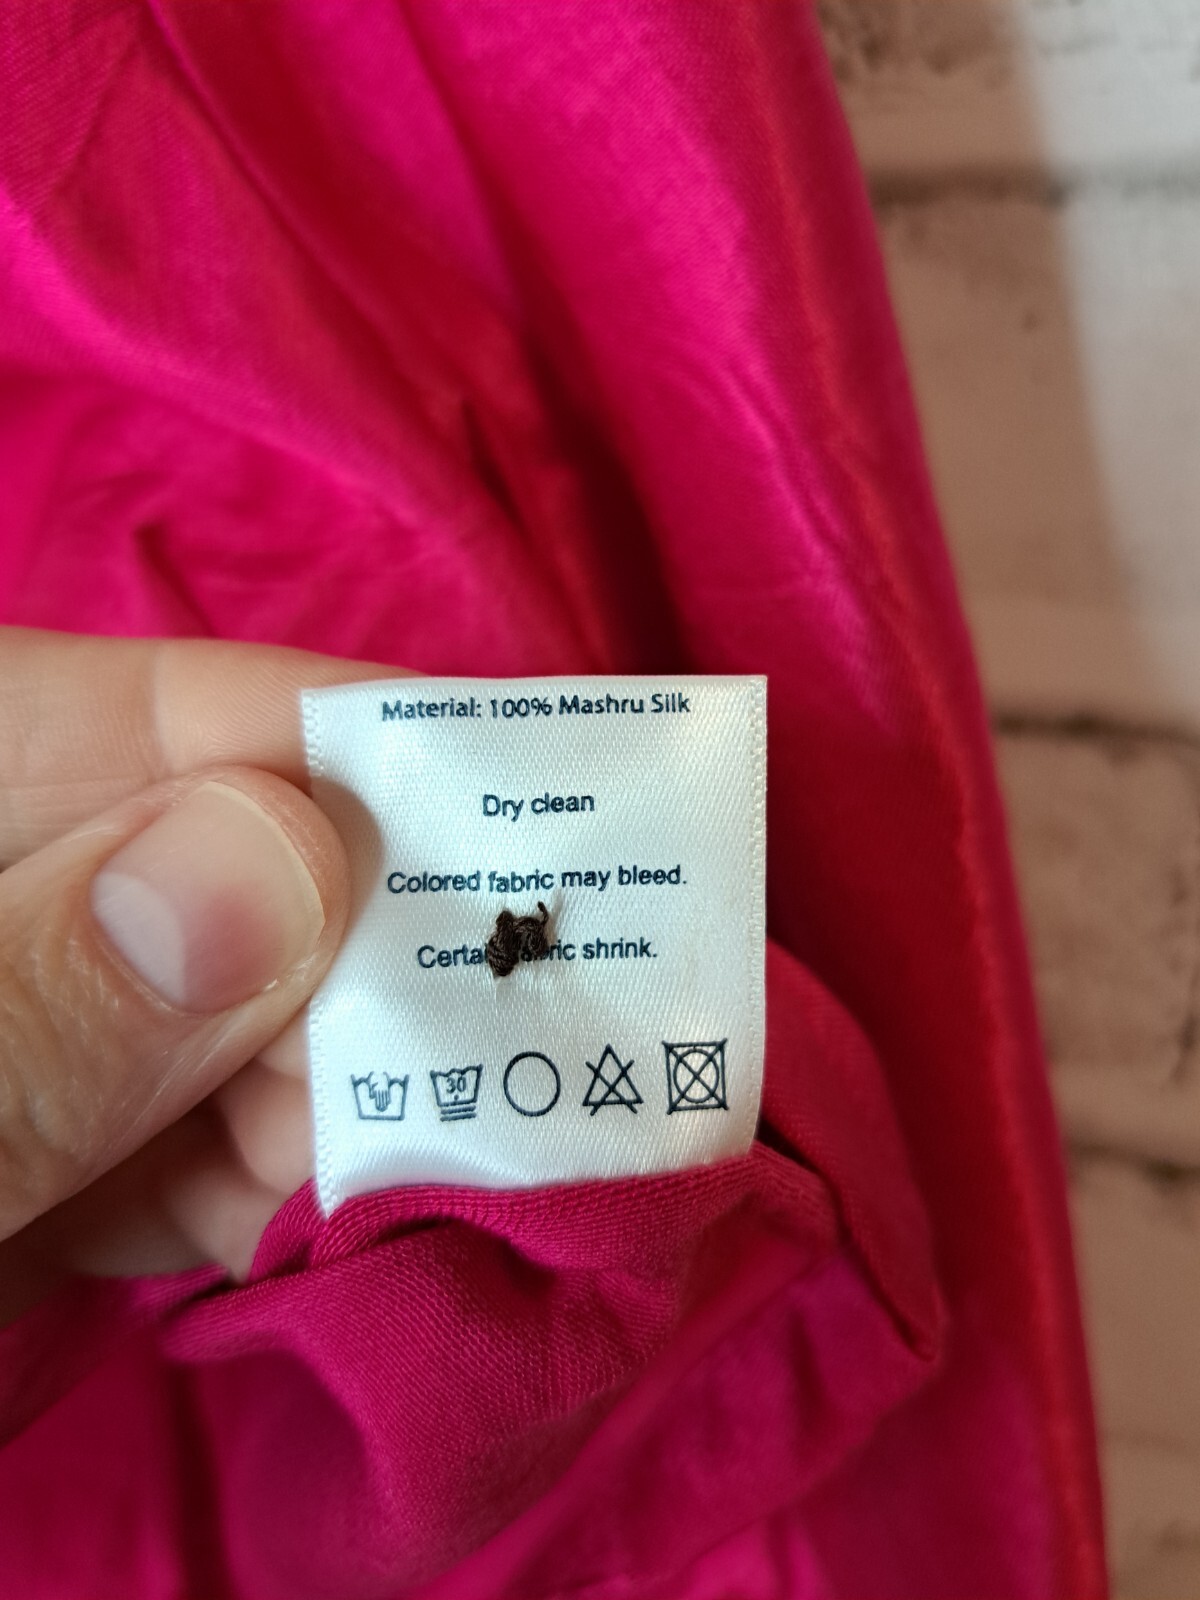 Material: 100% Mashru Silk
Dry clean
Colored fabric may bleed.
shrink.
30